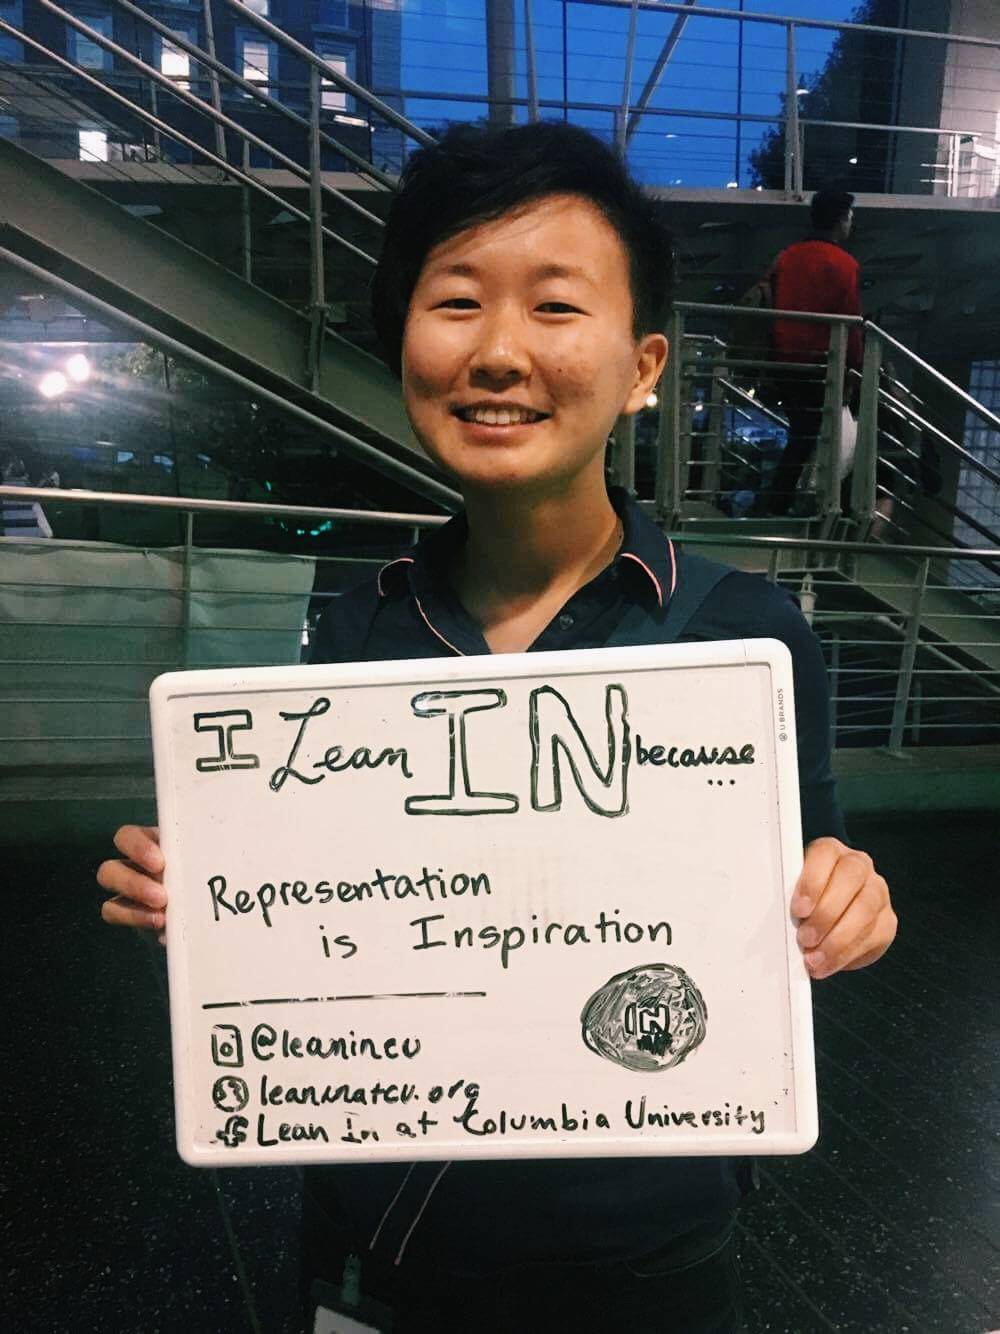 I Lean IN because
...
Representation
is Inspiration
@leanincu
leaninatcu.org
Lean In at Columbia University
IN
U BRANDS